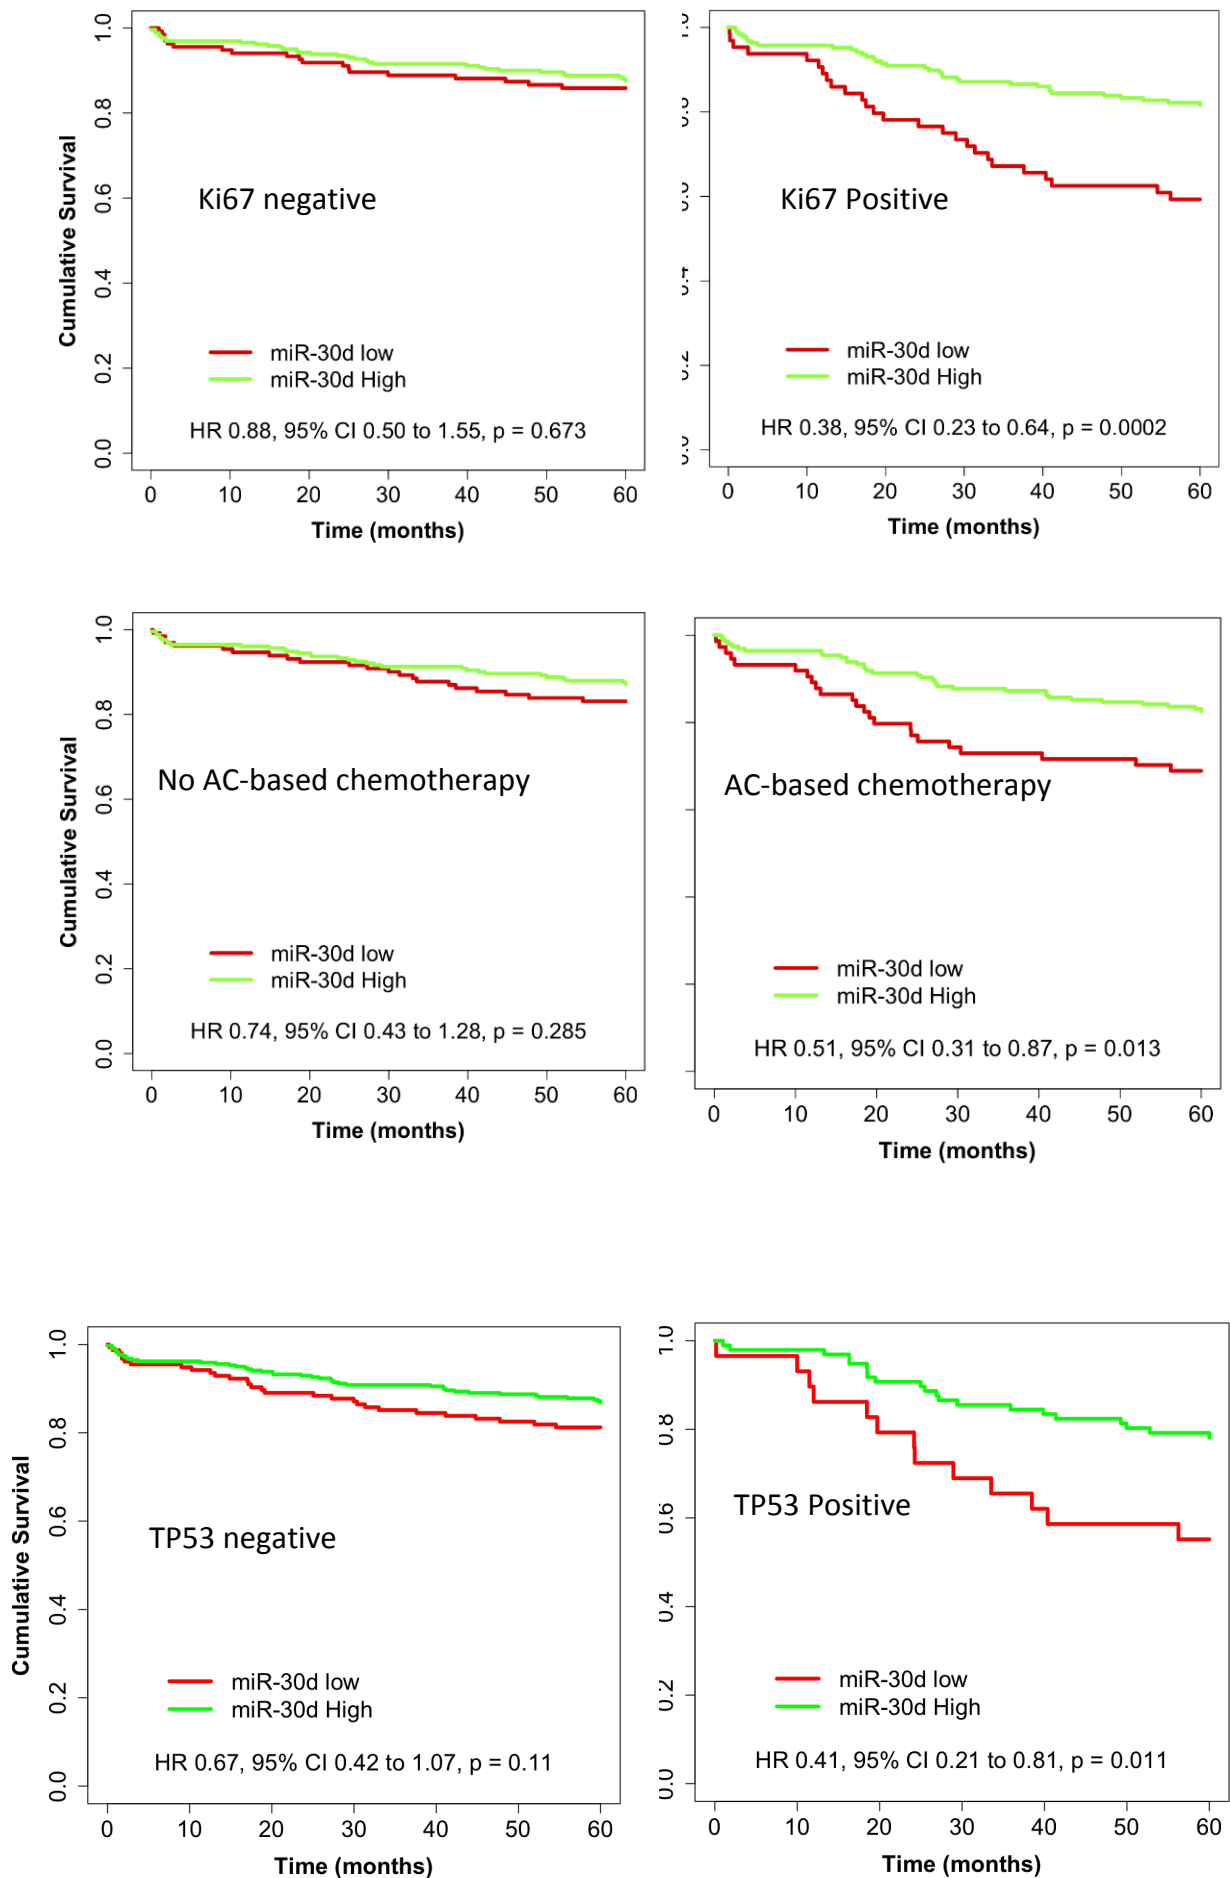 Cumulative Survival
1.0
0.8
0.6
0.4
0.2
0.0
Ki67 negative
miR-30d low
miR-30d High
HR 0.88, 95% CI 0.50 to 1.55, p = 0.673
0 10 20 30 40 50 60
Time (months)
Ki67 Positive
miR-30d low
miR-30d High
HR 0.38, 95% CI 0.23 to 0.64, p = 0.0002
0 10 20 30 40 50 60
Time (months)
Cumulative Survival
1.0
0.8
0.6
0.4
0.2
0.0
No AC-based chemotherapy
miR-30d low
miR-30d High
HR 0.74, 95% CI 0.43 to 1.28, p = 0.285
0 10 20 30 40 50 60
Time (months)
AC-based chemotherapy
miR-30d low
miR-30d High
HR 0.51, 95% CI 0.31 to 0.87, p = 0.013
0 10 20 30 40 50 60
Time (months)
Cumulative Survival
1.0
0.8
0.6
0.4
0.2
0.0
TP53 negative
miR-30d low
miR-30d High
HR 0.67, 95% CI 0.42 to 1.07, p = 0.11
0 10 20 30 40 50 60
Time (months)
1.0
0.8
0.6
0.4
0.2
0.0
TP53 Positive
miR-30d low
miR-30d High
HR 0.41, 95% CI 0.21 to 0.81, p = 0.011
0 10 20 30 40 50 60
Time (months)